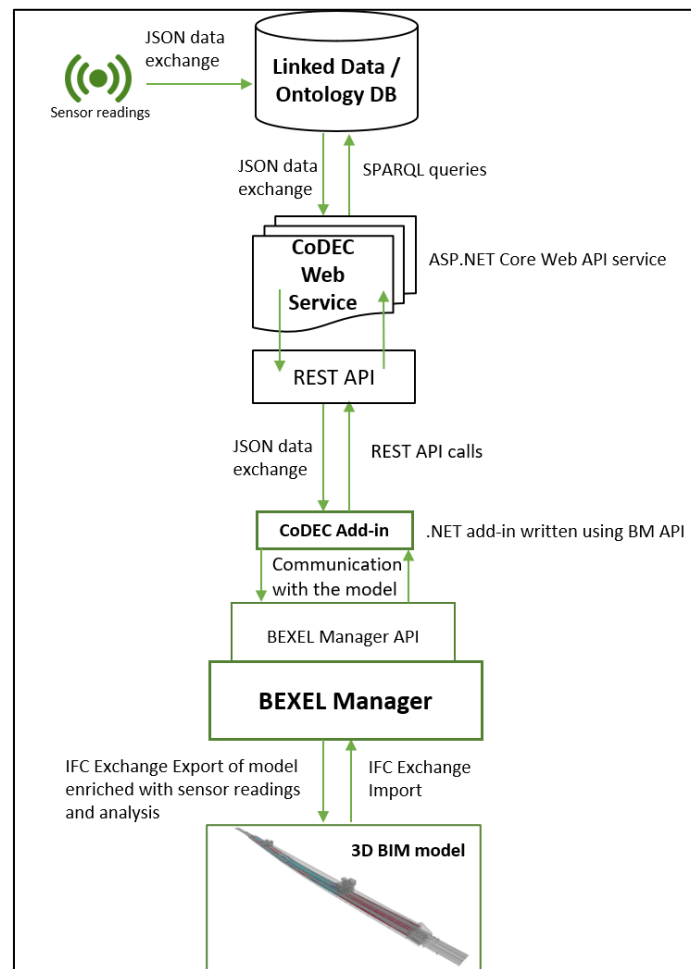 JSON data
exchange
Sensor readings
Linked Data /
Ontology DB
JSON data
exchange
SPARQL queries
CoDEC
Web
Service
ASP.NET Core Web API service
REST API
JSON data
exchange
REST API calls
CoDEC Add-in
.NET add-in written using BM API
Communication
with the model
BEXEL Manager API
BEXEL Manager
IFC Exchange Export of model
enriched with sensor readings
and analysis
IFC Exchange
Import
3D BIM model